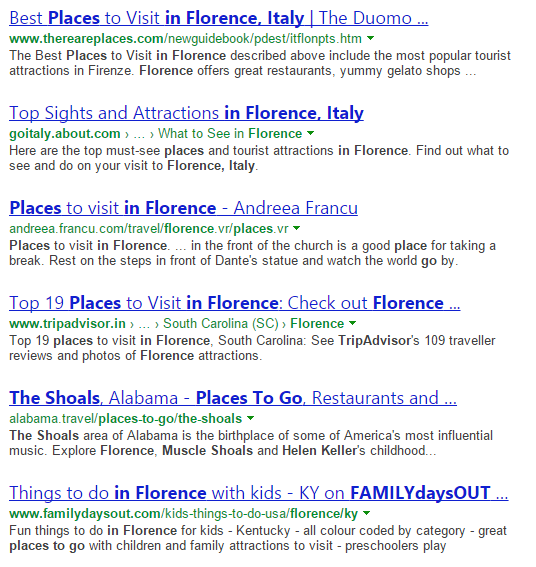 Best Places to Visit in Florence, Italy | The Duomo ...
www.thereareplaces.com/newguidebook/pdest/itflonpts.htm
The Best Places to Visit in Florence described above include the most popular tourist
attractions in Firenze. Florence offers great restaurants, yummy gelato shops ...
Top Sights and Attractions in Florence, Italy
goitaly.about.com › ... › What to See in Florence
Here are the top must-see places and tourist attractions in Florence. Find out what to
see and do on your visit to Florence, Italy.
Places to visit in Florence - Andreea Francu
andreea.francu.com/travel/florence.vr/places.vr
Places to visit in Florence. ... in the front of the church is a good place for taking a
break. Rest on the steps in front of Dante's statue and watch the world go by.
Top 19 Places to Visit in Florence: Check out Florence ...
www.tripadvisor.in › ... › South Carolina (SC) › Florence
Top 19 places to visit in Florence, South Carolina: See TripAdvisor's 109 traveller
reviews and photos of Florence attractions.
The Shoals, Alabama - Places To Go, Restaurants and ...
alabama.travel/places-to-go/the-shoals
The Shoals area of Alabama is the birthplace of some of America's most influential
music. Explore Florence, Muscle Shoals and Helen Keller's childhood...
Things to do in Florence with kids - KY on FAMILYdaysOUT ...
www.familydaysout.com/kids-things-to-do-usa/florence/ky
Fun things to do in Florence for kids - Kentucky - all colour coded by category - great
places to go with children and family attractions to visit - preschoolers play